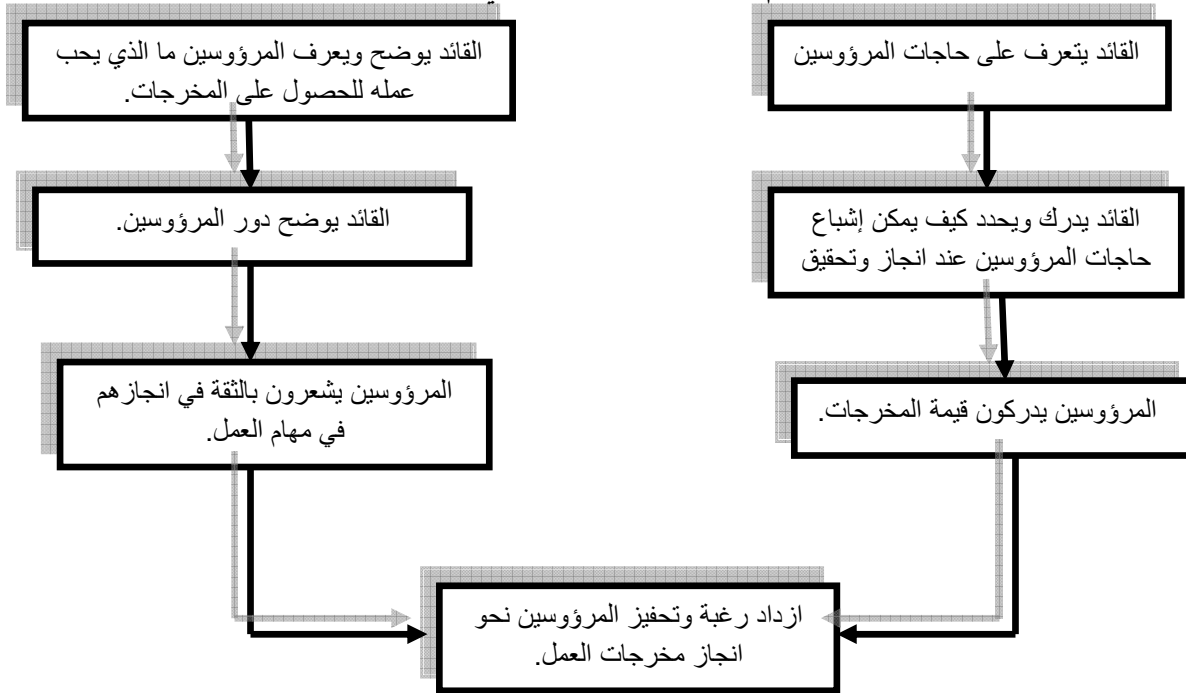 القائد يتعرف على حاجات المرؤوسين
القائد يدرك ويحدد كيف يمكن إشباع
حاجات المرؤوسين عند انجاز وتحقيق
المرؤوسين يدركون قيمة المخرجات.
القائد يوضح ويعرف المرؤوسين ما الذي يحب
عمله للحصول على المخرجات.
القائد يوضح دور المرؤوسين.
المرؤوسين يشعرون بالثقة في انجازهم
في مهام العمل.
ازداد رغبة وتحفيز المرؤوسين نحو
انجاز مخرجات العمل.